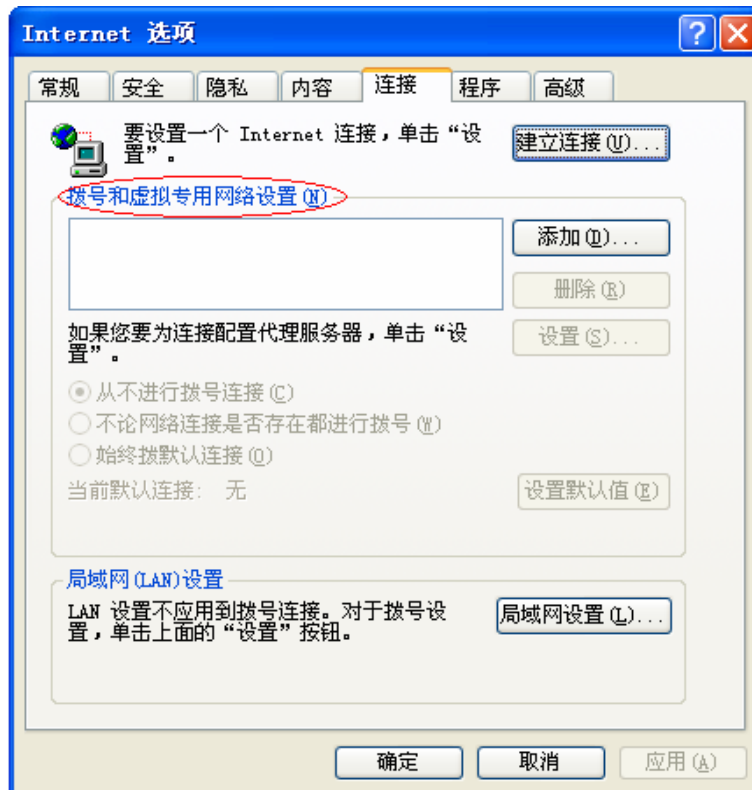 Internet 选项
常规 安全 隐私 内容 连接 程序 高级
要设置一个 Internet 连接，单击“设
置”。
建立连接(U)...
拨号和虚拟专用网络设置(N)
添加(D)...
删除(R)
如果您要为连接配置代理服务器，单击“设
置”。
设置(S)...
从不进行拨号连接(C)
不论网络连接是否存在都进行拨号(W)
始终拨默认连接(O)
当前默认连接： 无
设置默认值(E)
局域网(LAN)设置
LAN 设置不应用到拨号连接。对于拨号设
置，单击上面的“设置”按钮。
局域网设置(L)...
确定 取消 应用(A)